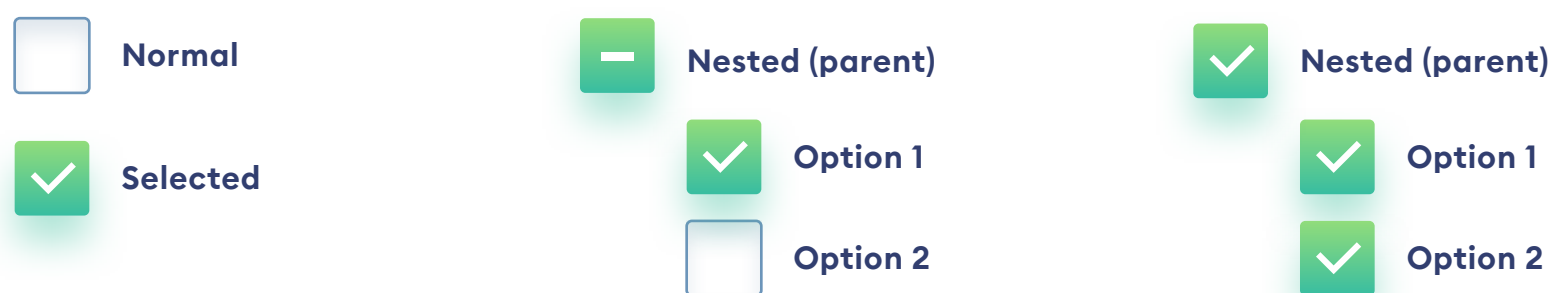 Normal
Selected
Nested (parent)
Option 1
Option 2
Nested (parent)
Option 1
Option 2